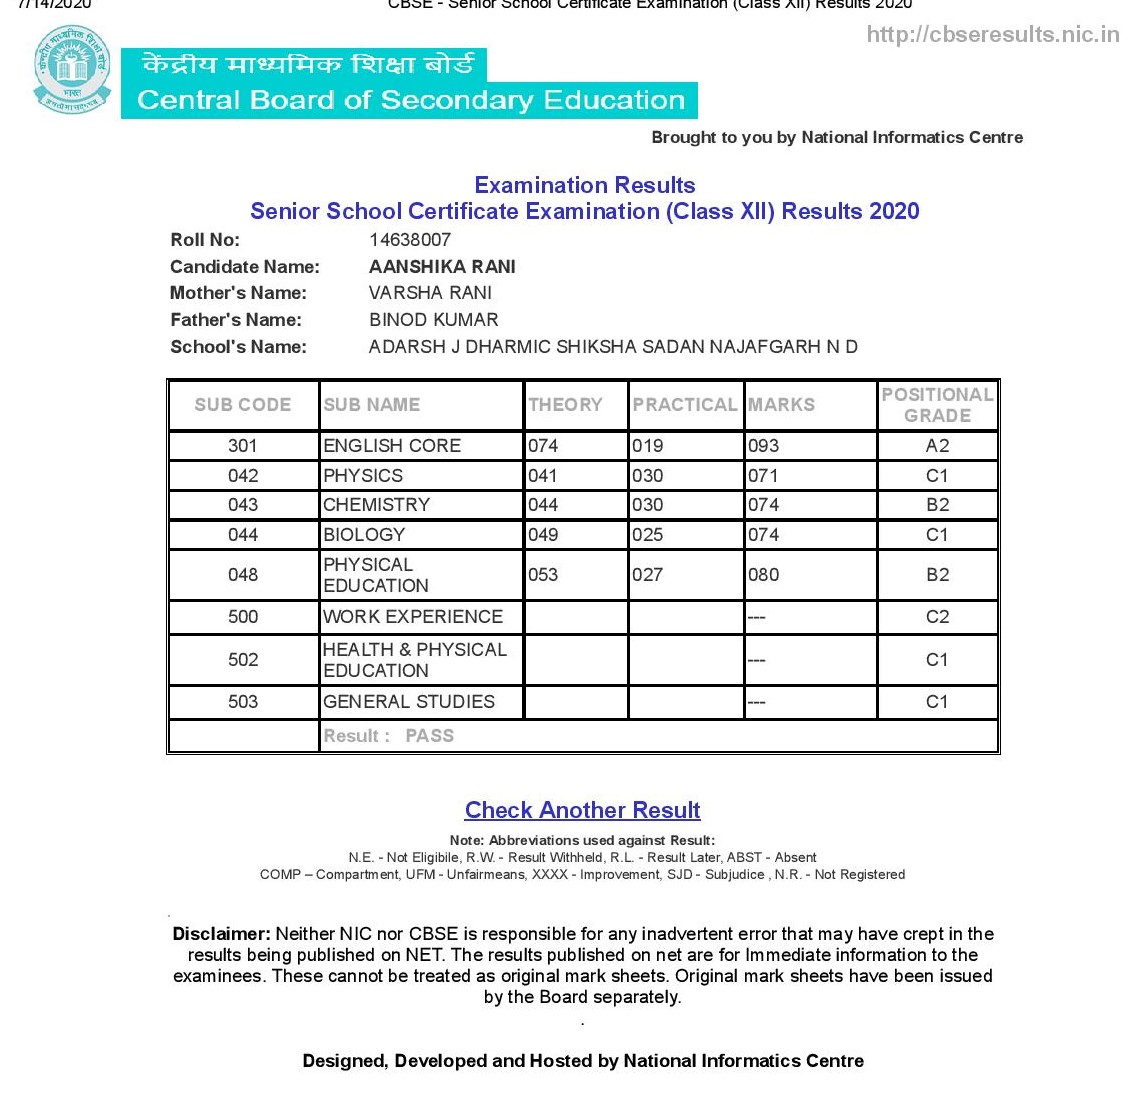 7/14/2020 CBSE - Senior School Certificate Examination (Class XII) Results 2020
http://cbseresults.nic.in
केंद्रीय माध्यमिक शिक्षा बोर्ड
Central Board of Secondary Education
भारत
Brought to you by National Informatics Centre
Examination Results
Senior School Certificate Examination (Class XII) Results 2020
Roll No: 14638007
Candidate Name: AANSHIKA RANI
Mother's Name: VARSHA RANI
Father's Name: BINOD KUMAR
School's Name: ADARSH J DHARMIC SHIKSHA SADAN NAJAFGARH N D
SUB CODE SUB NAME THEORY PRACTICAL MARKS POSITIONAL GRADE
301 ENGLISH CORE 074 019 093 A2
042 PHYSICS 041 030 071 C1
043 CHEMISTRY 044 030 074 B2
044 BIOLOGY 049 025 074 C1
048 PHYSICAL EDUCATION 053 027 080 B2
500 WORK EXPERIENCE --- C2
502 HEALTH & PHYSICAL EDUCATION --- C1
503 GENERAL STUDIES --- C1
Result : PASS
Check Another Result
Note: Abbreviations used against Result:
N.E. - Not Eligibile, R.W. - Result Withheld, R.L. - Result Later, ABST - Absent
COMP – Compartment, UFM - Unfairmeans, XXXX - Improvement, SJD - Subjudice , N.R. - Not Registered
.
Disclaimer: Neither NIC nor CBSE is responsible for any inadvertent error that may have crept in the
results being published on NET. The results published on net are for Immediate information to the
examinees. These cannot be treated as original mark sheets. Original mark sheets have been issued
by the Board separately.
.
Designed, Developed and Hosted by National Informatics Centre